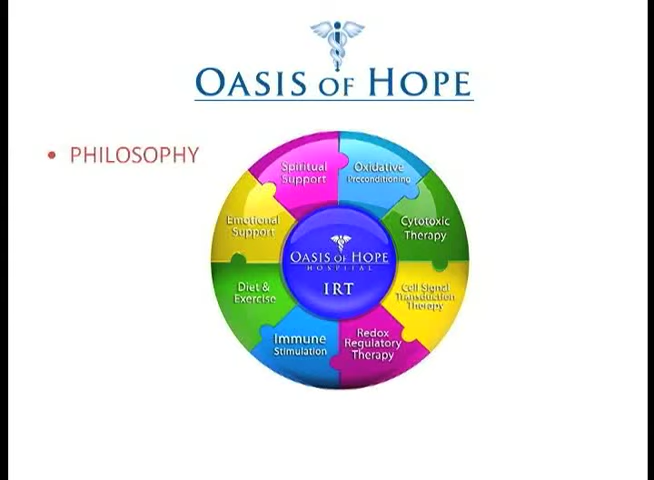 OASIS OF HOPE
• PHILOSOPHY
Spiritual
Support
Oxidative
Preconditioning
Cytotoxic
Therapy
Cell Signal
Transduction
Therapy
Redox
Regulatory
Therapy
Immune
Stimulation
Diet &
Exercise
Emotional
Support
OASIS OF HOPE
HOSPITAL
IRT